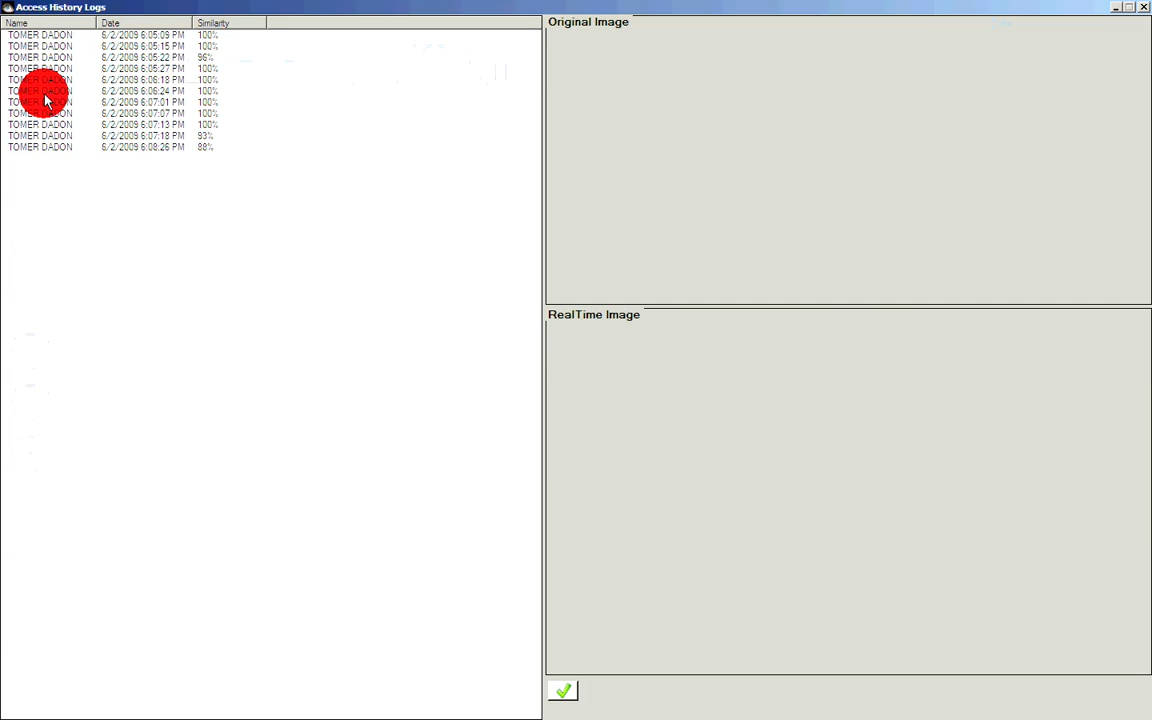 Access History Logs
Name Date Similarity
TOMER DADON 6/2/2009 6:05:09 PM 100%
TOMER DADON 6/2/2009 6:05:15 PM 100%
TOMER DADON 6/2/2009 6:05:22 PM 96%
TOMER DADON 6/2/2009 6:05:27 PM 100%
TOMER DADON 6/2/2009 6:06:18 PM 100%
TOMER DADON 6/2/2009 6:06:24 PM 100%
TOMER DADON 6/2/2009 6:07:01 PM 100%
TOMER DADON 6/2/2009 6:07:07 PM 100%
TOMER DADON 6/2/2009 6:07:13 PM 100%
TOMER DADON 6/2/2009 6:07:18 PM 93%
TOMER DADON 6/2/2009 6:08:26 PM 88%
Original Image
RealTime Image